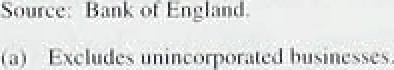 Source: Bank of England.
(a) Excludes unincorporated businesses.